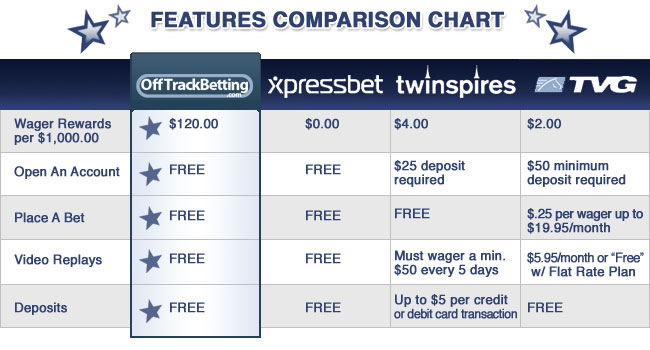 FEATURES COMPARISON CHART
OffTrackBetting
.com
xpressbet
twinspires
TVG
Wager Rewards
per $1,000.00
$120.00
$0.00
$4.00
$2.00
Open An Account
FREE
FREE
$25 deposit
required
$50 minimum
deposit required
Place A Bet
FREE
FREE
FREE
$.25 per wager up to
$19.95/month
Video Replays
FREE
FREE
Must wager a min.
$50 every 5 days
$5.95/month or “Free”
w/ Flat Rate Plan
Deposits
FREE
FREE
Up to $5 per credit
or debit card transaction
FREE